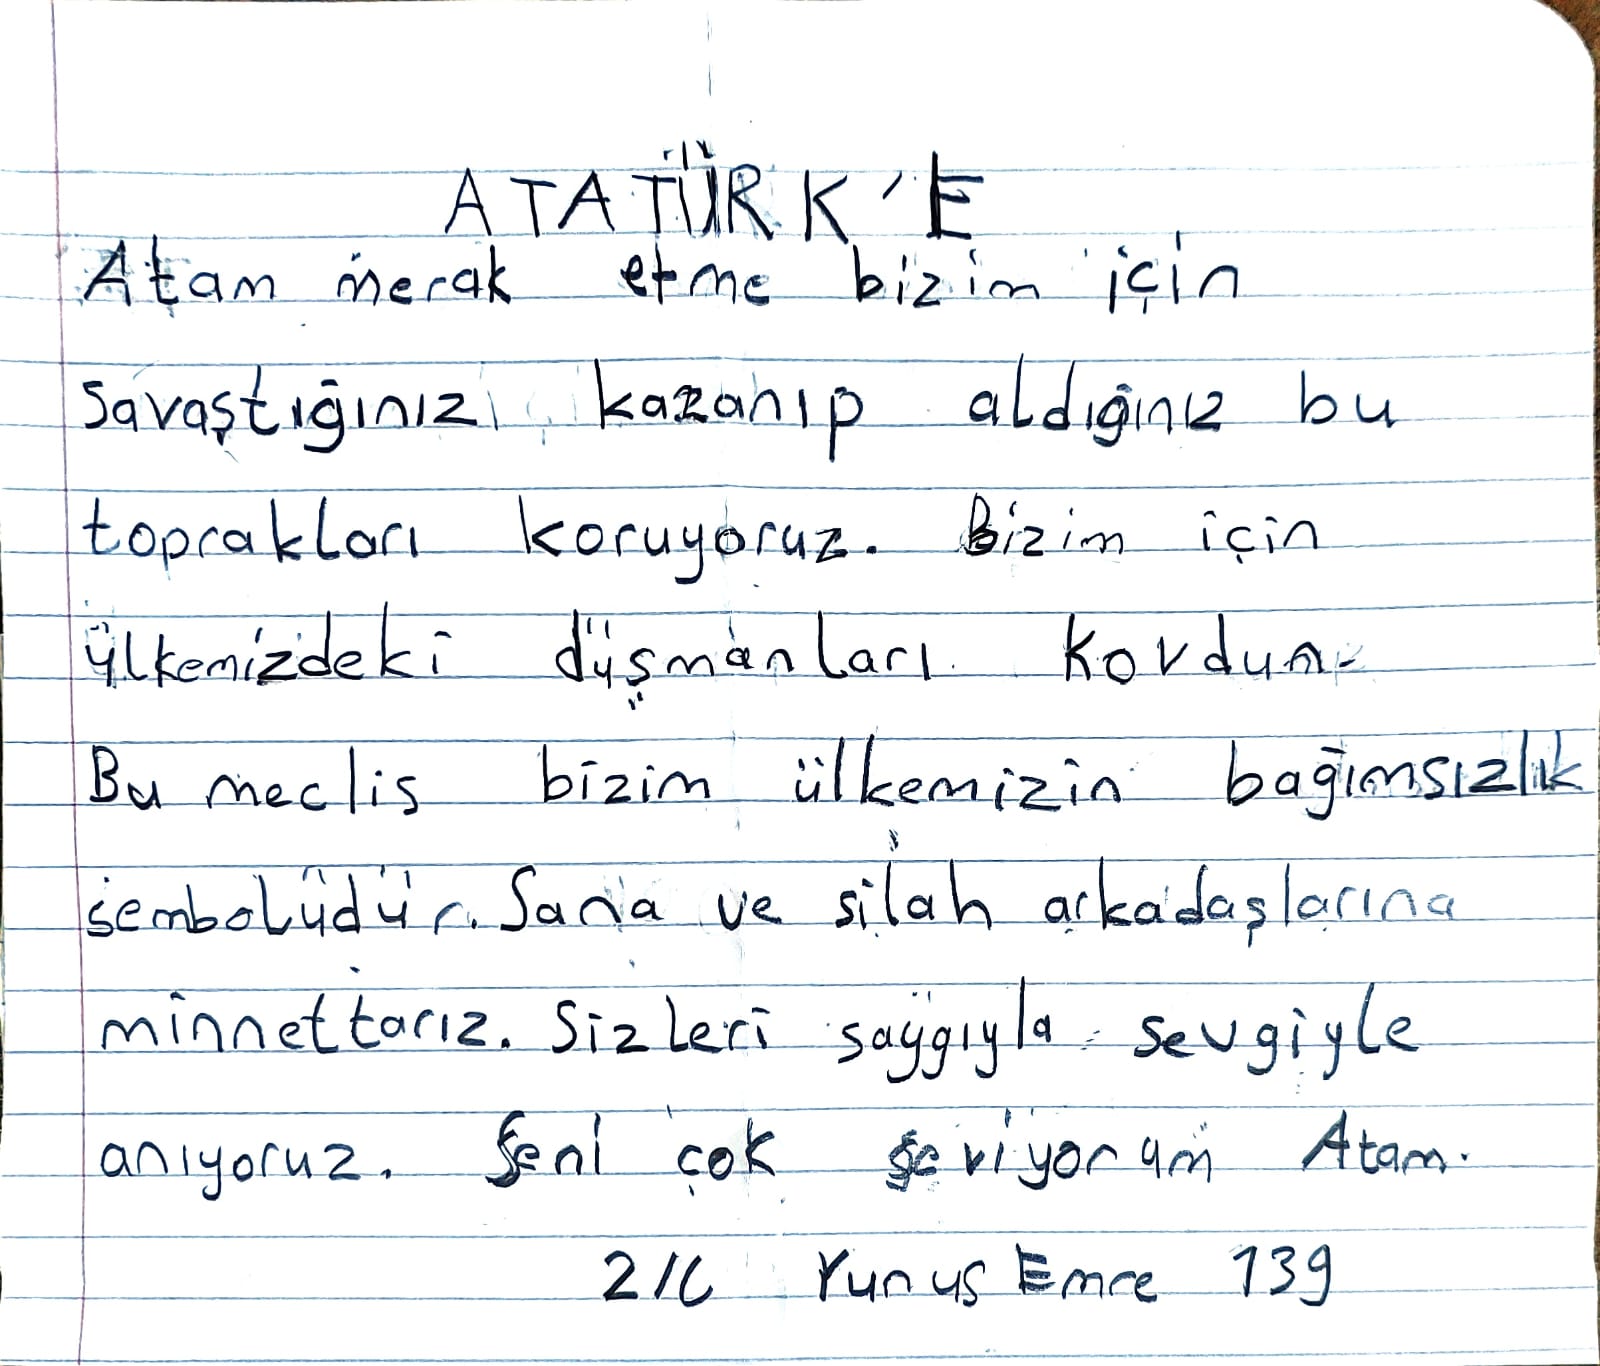 ATATÜRK'E
Atam merak etme bizim için
savaştığınız, kazanıp aldığınız bu
toprakları koruyoruz. Bizim için
ülkemizdeki düşmanları kovdun.
Bu meclis bizim ülkemizin bağımsızlık
sembolüdür. Sana ve silah arkadaşlarına
minnettarız. Sizleri saygıyla sevgiyle
anıyoruz. Seni çok seviyorum Atam.
2/C Yunus Emre 139